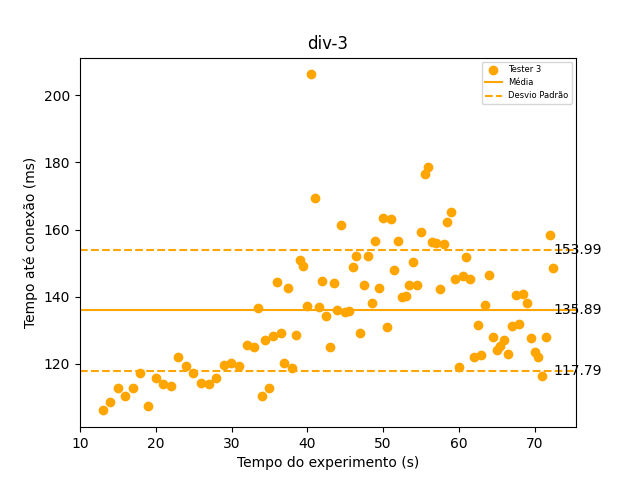 div-3
Tester 3
Média
Desvio Padrão
200
180
160
140
120
153.99
135.89
117.79
10 20 30 40 50 60 70
Tempo até conexão (ms)
Tempo do experimento (s)